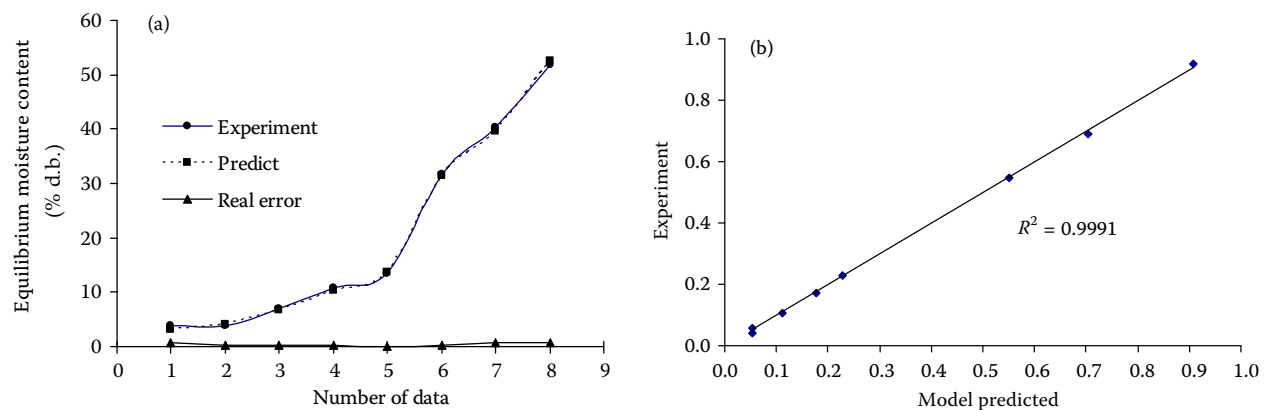 (a)
Equilibrium moisture content
(% d.b.)
60
50
40
30
20
10
0
Experiment
Predict
Real error
0 1 2 3 4 5 6 7 8 9
Number of data
(b)
Experiment
1.0
0.8
0.6
0.4
0.2
0.0
R² = 0.9991
0.0 0.1 0.2 0.3 0.4 0.5 0.6 0.7 0.8 0.9 1.0
Model predicted